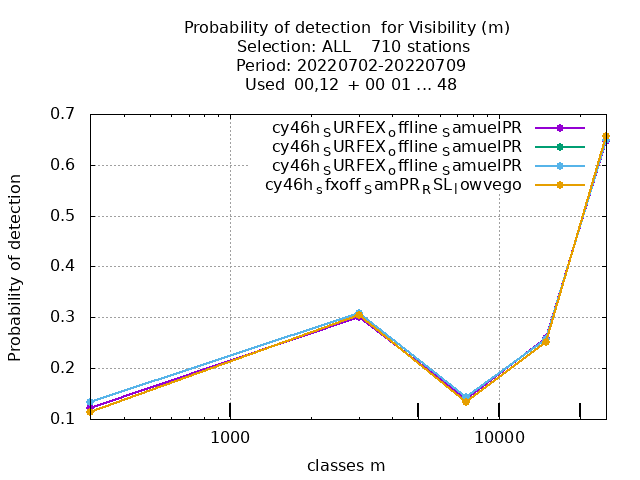 Probability of detection for Visibility (m)
Selection: ALL 710 stations
Period: 20220702-20220709
Used 00,12 + 00 01 ... 48
cy46h_SURFEX_offline_SamuelPR
cy46h_SURFEX_offline_SamuelPR
cy46h_SURFEX_offline_SamuelPR
cy46h_sfxoff_SamPR_RSL_lowvego
0.7
0.6
0.5
0.4
0.3
0.2
0.1
Probability of detection
1000 10000
classes m